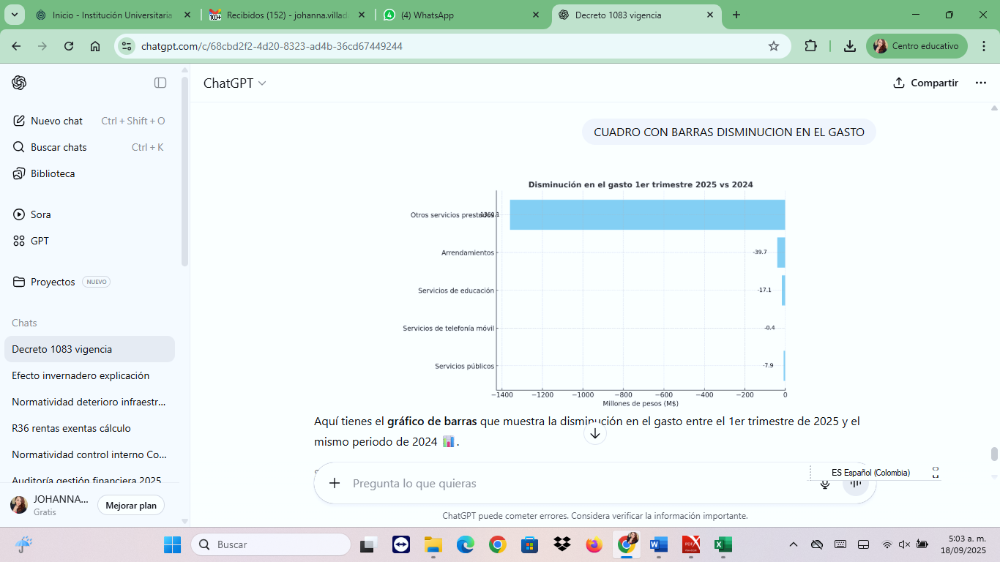 Inicio - Institución Universitaria
Recibidos (152) - johanna.villad
(4) WhatsApp
Decreto 1083 vigencia
chatgpt.com/c/68cbd2f2-4d20-8323-ad4b-36cd67449244
Centro educativo
ChatGPT
Compartir
Nuevo chat Ctrl + Shift + O
Buscar chats Ctrl + K
Biblioteca
Sora
GPT
Proyectos NUEVO
Chats
Decreto 1083 vigencia
Efecto invernadero explicación
Normatividad deterioro infraestr...
R36 rentas exentas cálculo
Normatividad control interno Co...
Auditoría gestión financiera 2025
JOHANNA...
Gratis
Mejorar plan
CUADRO CON BARRAS DISMINUCION EN EL GASTO
Disminución en el gasto 1er trimestre 2025 vs 2024
Otros servicios prestados -1360.1
Arrendamientos -39.7
Servicios de educación -17.1
Servicios de telefonía móvil -0.4
Servicios públicos -7.9
−1400 −1200 −1000 −800 −600 −400 −200 0
Millones de pesos (M$)
Aquí tienes el gráfico de barras que muestra la disminución en el gasto entre el 1er trimestre de 2025 y el
mismo periodo de 2024 📊.
Pregunta lo que quieras
ES Español (Colombia)
ChatGPT puede cometer errores. Considera verificar la información importante.
Buscar
5:03 a. m.
18/09/2025